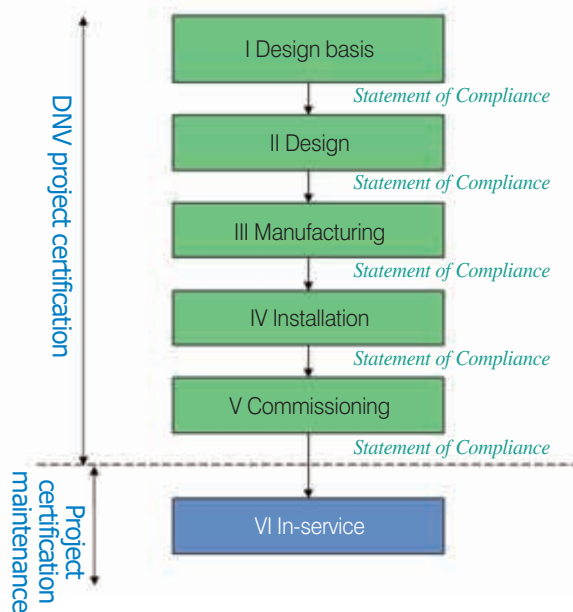 I Design basis
Statement of Compliance
II Design
Statement of Compliance
III Manufacturing
Statement of Compliance
IV Installation
Statement of Compliance
V Commissioning
Statement of Compliance
VI In-service
DNV project certification
Project
certification
maintenance